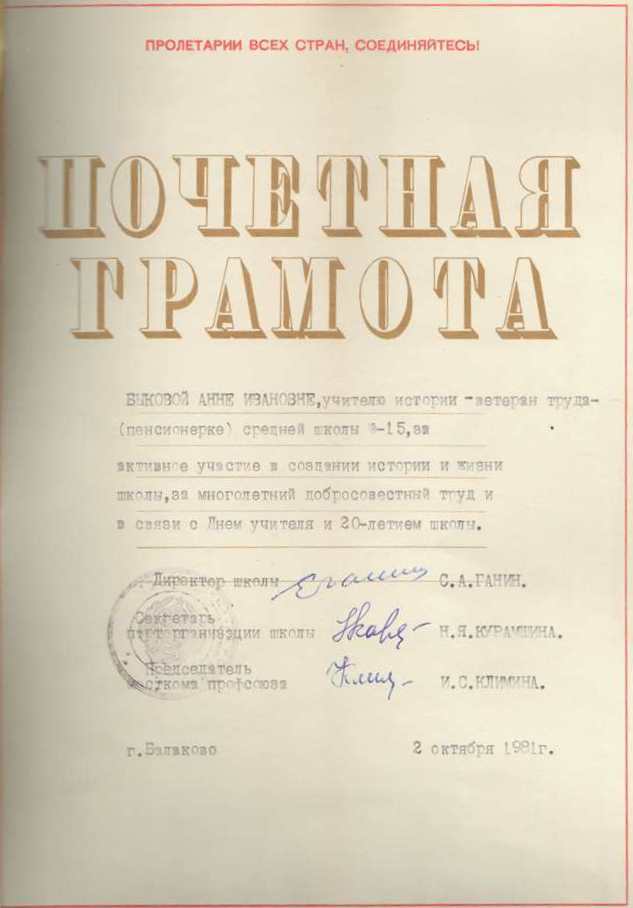 ПРОЛЕТАРИИ ВСЕХ СТРАН, СОЕДИНЯЙТЕСЬ!
ПОЧЕТНАЯ
ГРАМОТА
БЫКОВОЙ АННЕ ИВАНОВНЕ,учителю истории -ветеран труда-
(пенсионерке) средней школы №-15,за
активное участие в создании истории и жизни
школы,за многолетний добросовестный труд и
в связи с Днем учителя и 20-летием школы.
Директор школы С.А.ГАНИН.
Секретарь
парторганизации школы Н.Я.КУРАМШИНА.
Председатель
месткома профсоюза И.С.КЛИМИНА.
г.Балаково 2 октября 1981г.